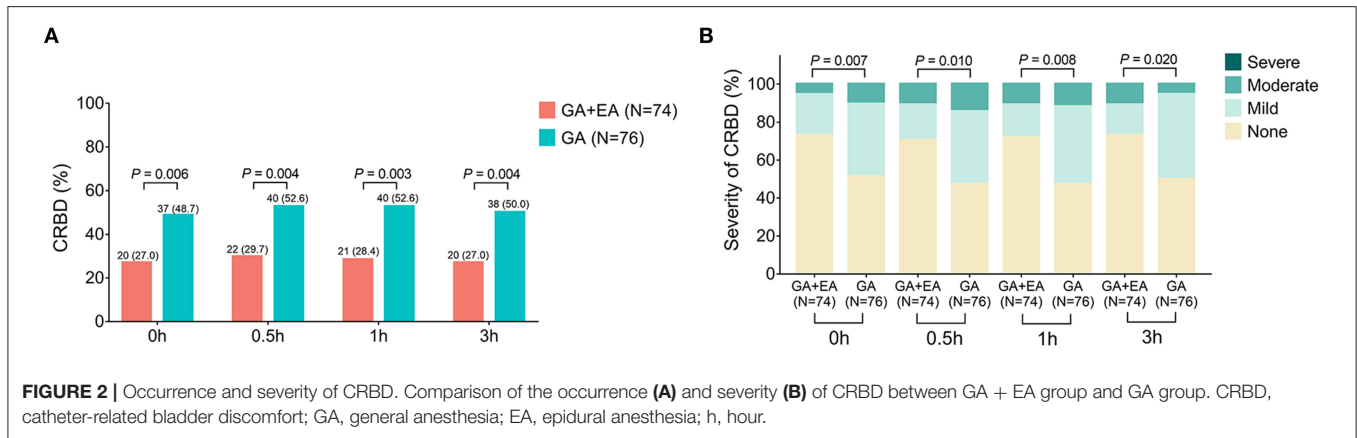 A
CRBD (%)
100
80
60
40
20
0
GA+EA (N=74)
GA (N=76)
P = 0.006
P = 0.004
P = 0.003
P = 0.004
20 (27.0)
37 (48.7)
22 (29.7)
40 (52.6)
21 (28.4)
40 (52.6)
20 (27.0)
38 (50.0)
0h
0.5h
1h
3h
B
Severity of CRBD (%)
100
80
60
40
20
0
P = 0.007
P = 0.010
P = 0.008
P = 0.020
Severe
Moderate
Mild
None
GA+EA GA GA+EA GA GA+EA GA GA+EA GA
(N=74) (N=76) (N=74) (N=76) (N=74) (N=76) (N=74) (N=76)
0h
0.5h
1h
3h
FIGURE 2 | Occurrence and severity of CRBD. Comparison of the occurrence (A) and severity (B) of CRBD between GA + EA group and GA group. CRBD,
catheter-related bladder discomfort; GA, general anesthesia; EA, epidural anesthesia; h, hour.